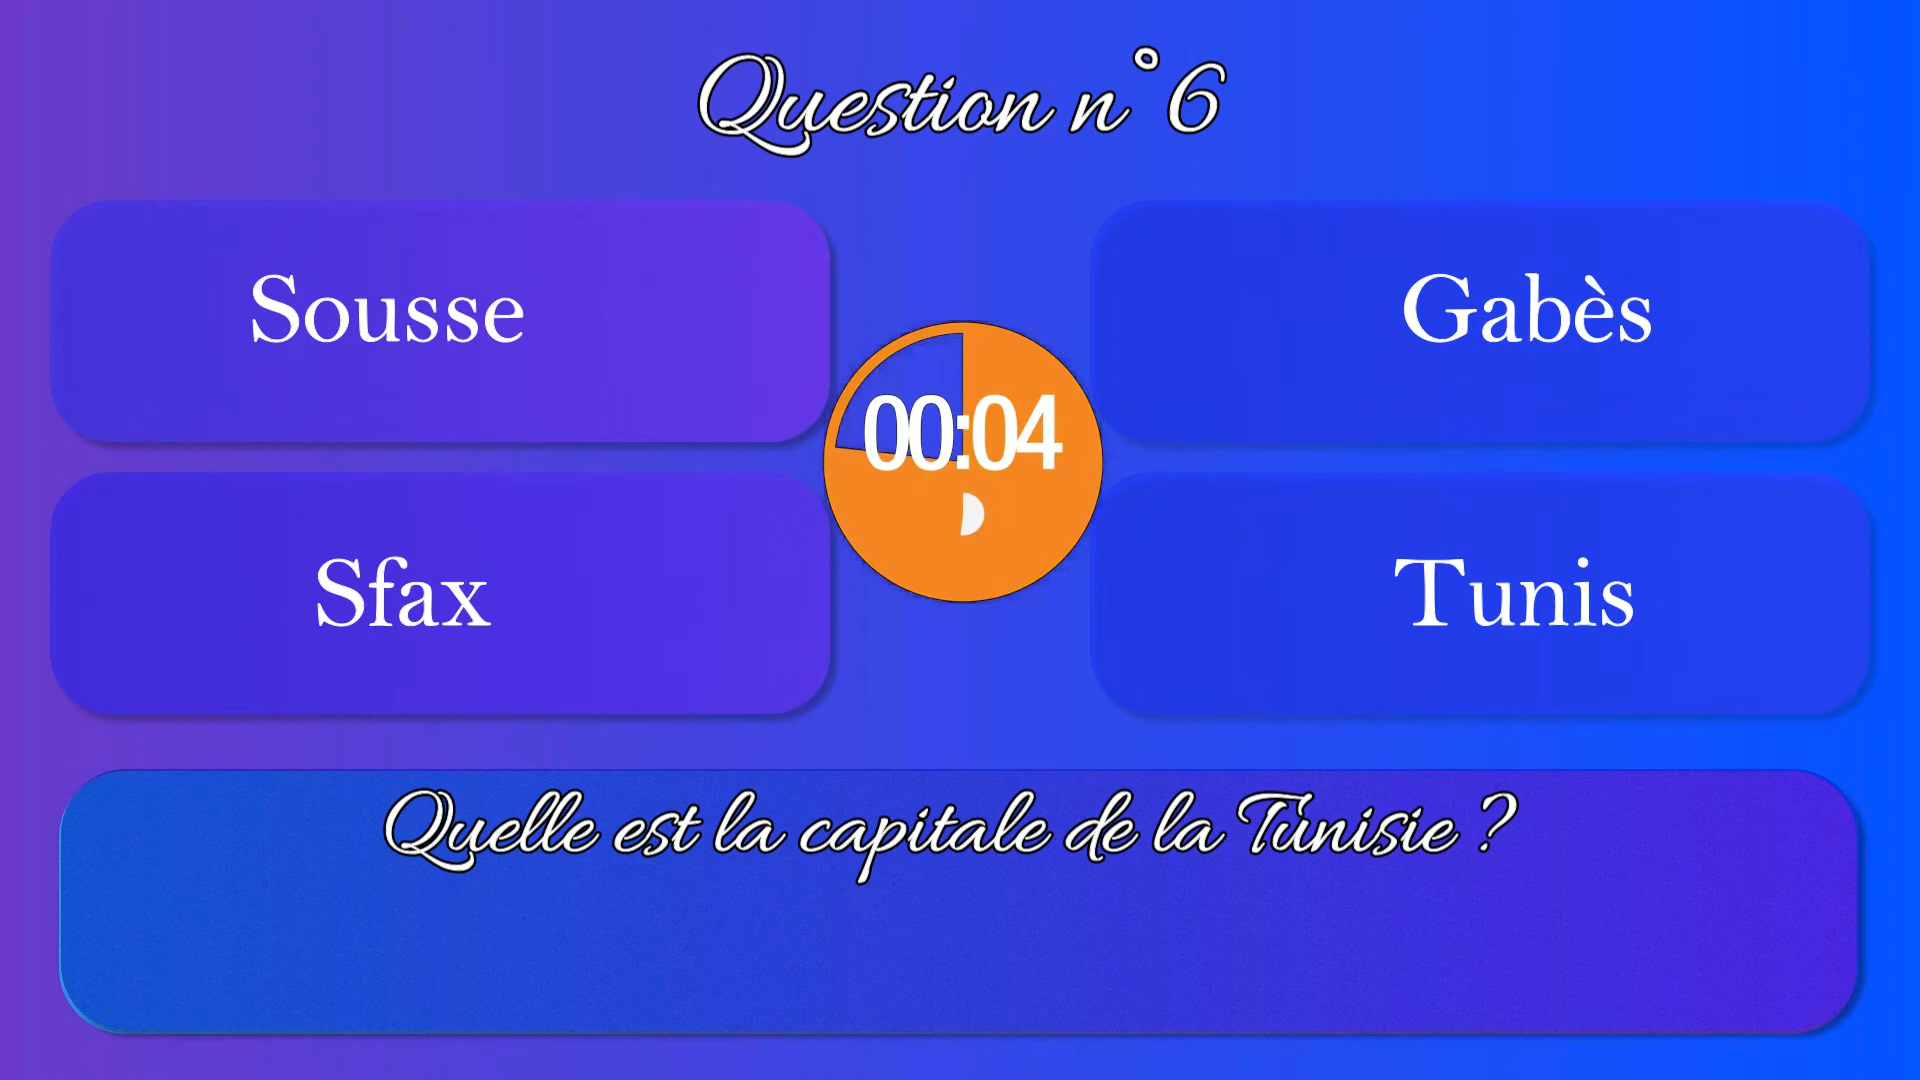 Question n°6
Sousse
Gabès
00:04
Sfax
Tunis
Quelle est la capitale de la Tunisie ?